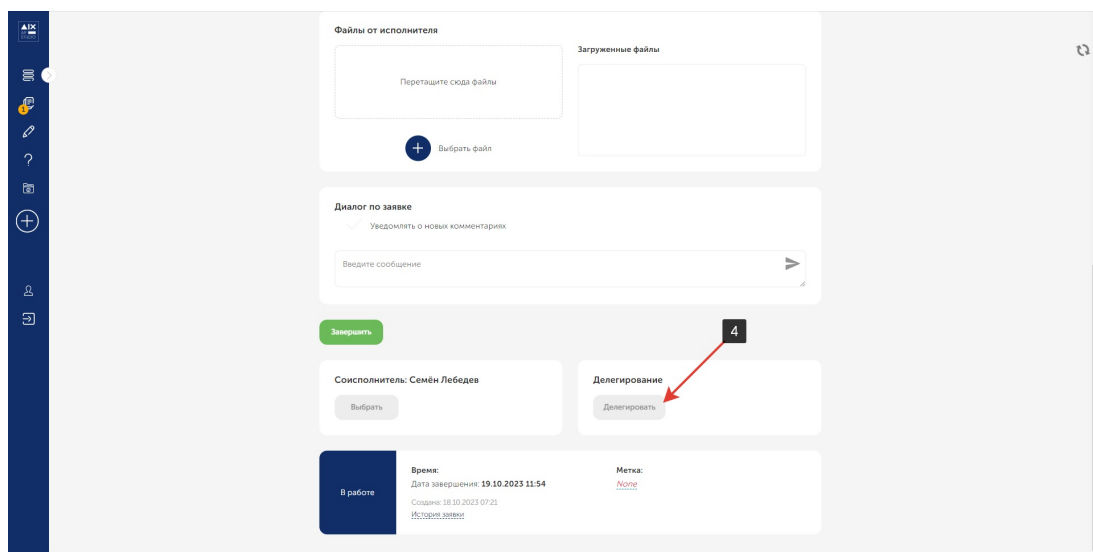 Файлы от исполнителя
Загруженные файлы
Перетащите сюда файлы
Выбрать файл
1
Диалог по заявке
Уведомлять о новых комментариях
Введите сообщение
Завершить
4
Соисполнитель: Семён Лебедев
Делегирование
Выбрать
Делегировать
В работе
Время:
Метка:
Дата завершения: 19.10.2023 11:54
None
Создана: 18.10.2023 07:21
История заявки